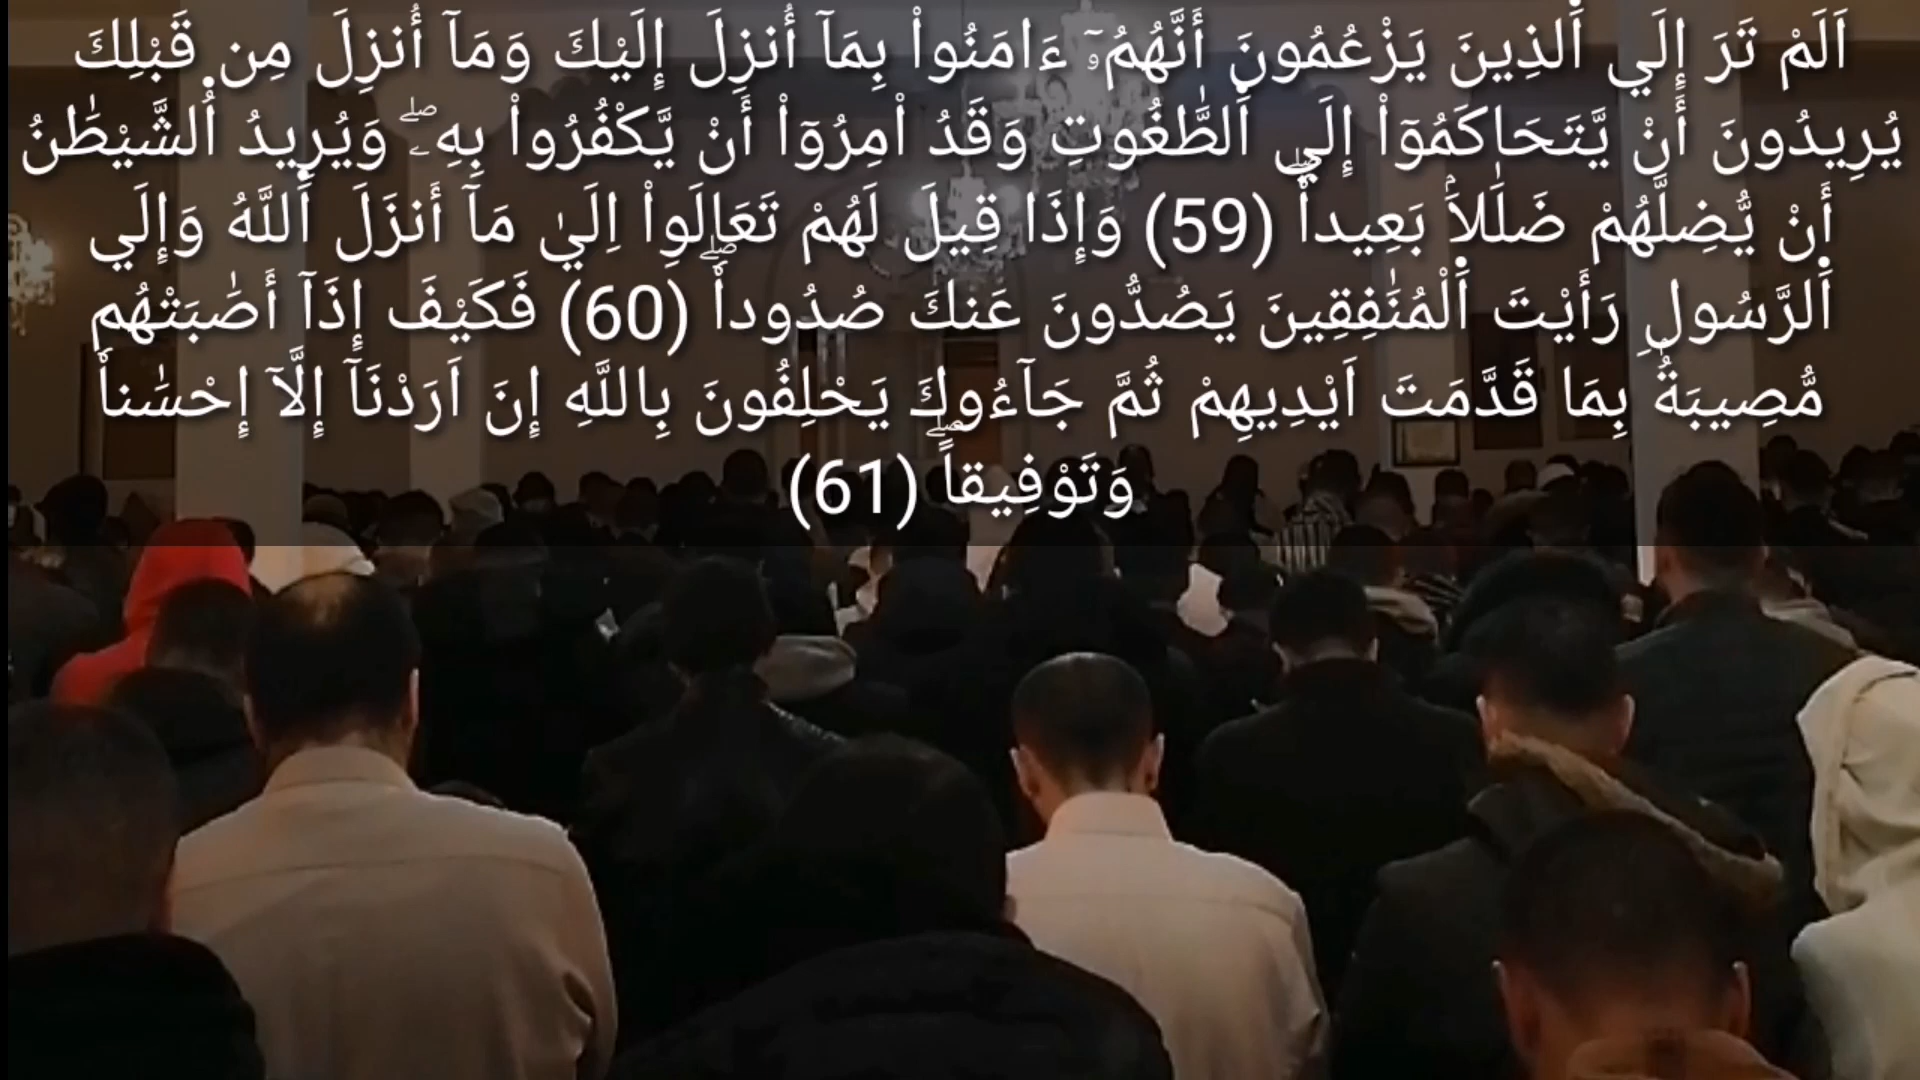 اَلَمْ تَرَ إِلَي اَ۬لذِينَ يَزْعُمُونَ أَنَّهُمُۥٓ ءَامَنُواْ بِمَآ أُنزِلَ إِلَيْكَ وَمَآ أُنزِلَ مِن قَبْلِكَ
يُرِيدُونَ أَنْ يَّتَحَاكَمُوٓاْ إِلَي اَ۬لطَّٰغُوتِ وَقَدُ ا۟مِرُوٓاْ أَنْ يَّكْفُرُواْ بِهِۦۖ وَيُرِيدُ اُ۬لشَّيْطَٰنُ
أَنْ يُّضِلَّهُمْ ضَلَٰلاَۢ بَعِيداٗۖ (59) وَإِذَا قِيلَ لَهُمْ تَعَالَوِاْ اِلَيٰ مَآ أَنزَلَ اَ۬للَّهُ وَإِلَي
اَ۬لرَّسُولِ رَأَيْتَ اَ۬لْمُنَٰفِقِينَ يَصُدُّونَ عَنكَ صُدُوداٗۖ (60) فَكَيْفَ إِذَآ أَصَٰبَتْهُم
مُّصِيبَةُۢ بِمَا قَدَّمَتَ اَيْدِيهِمْ ثُمَّ جَآءُوكَ يَحْلِفُونَ بِاللَّهِ إِنَ اَرَدْنَآ إِلَّآ إِحْسَٰناٗ
وَتَوْفِيقاًۖ (61)